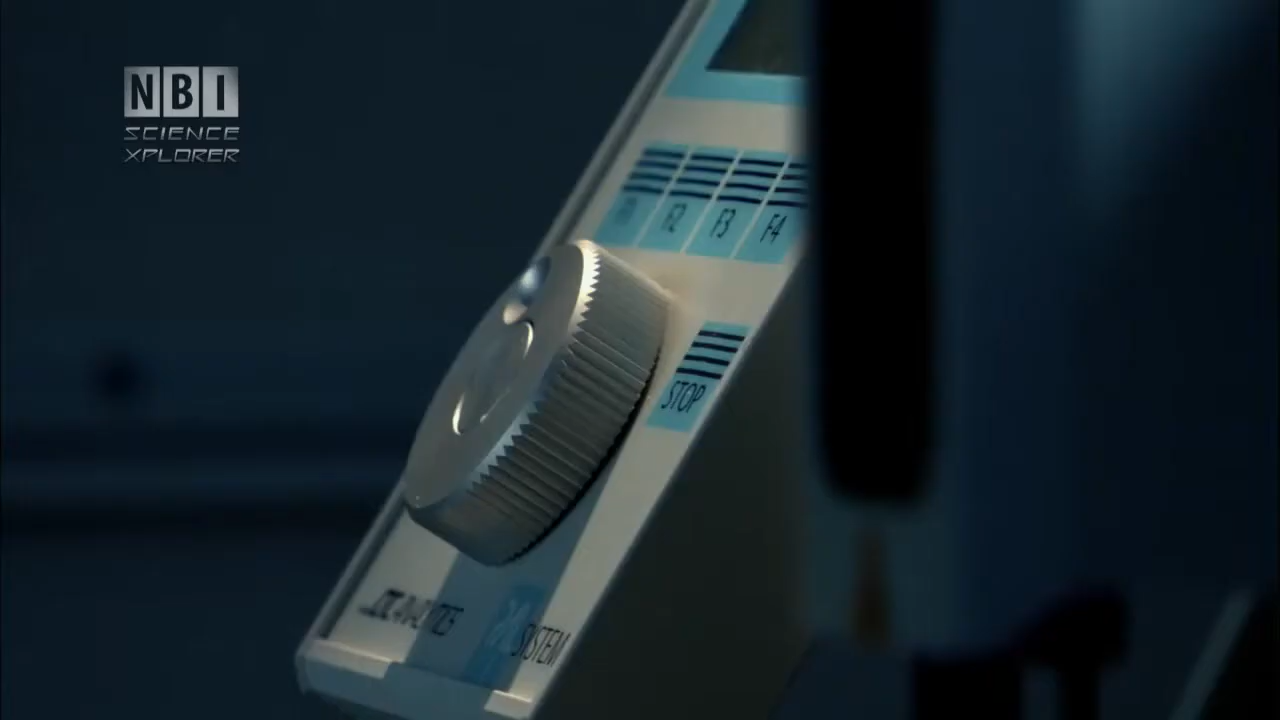 NBI
SCIENCE
XPLORER
F2
F3
F4
STOP
SYSTEM